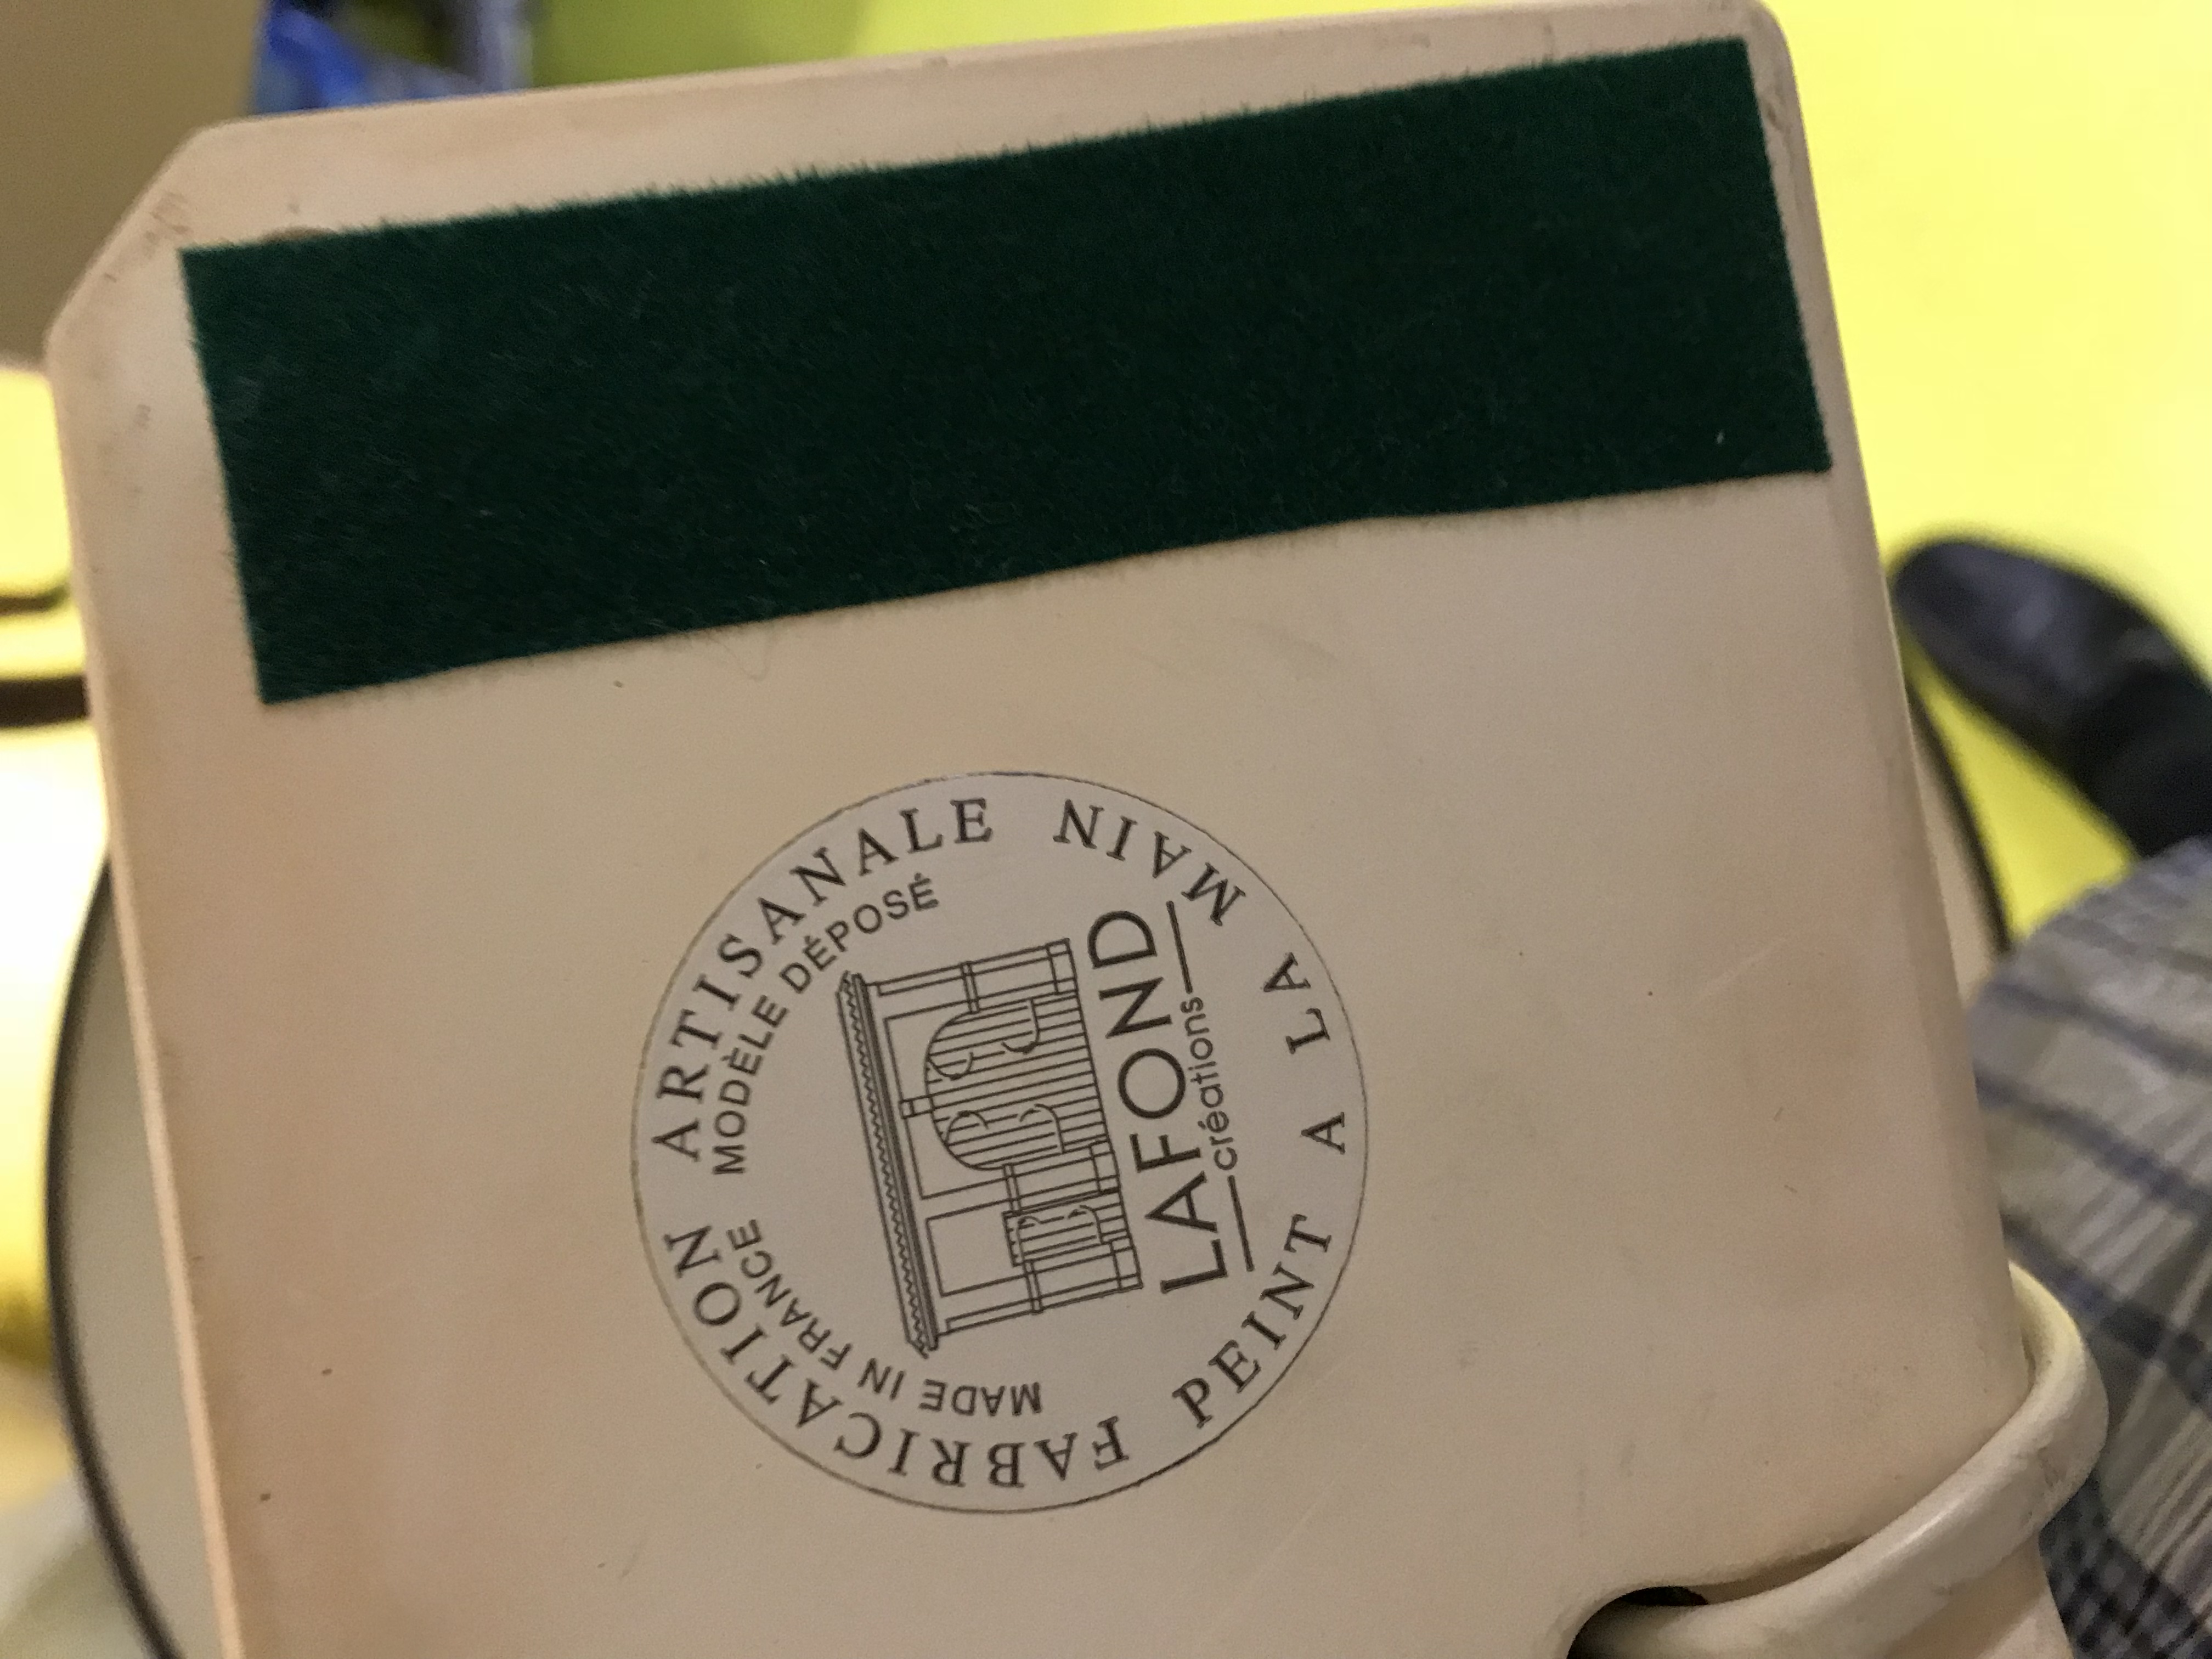 FABRICATION ARTISANALE
MADE IN FRANCE MODÈLE DÉPOSÉ
LAFOND
créations
PEINT A LA MAIN